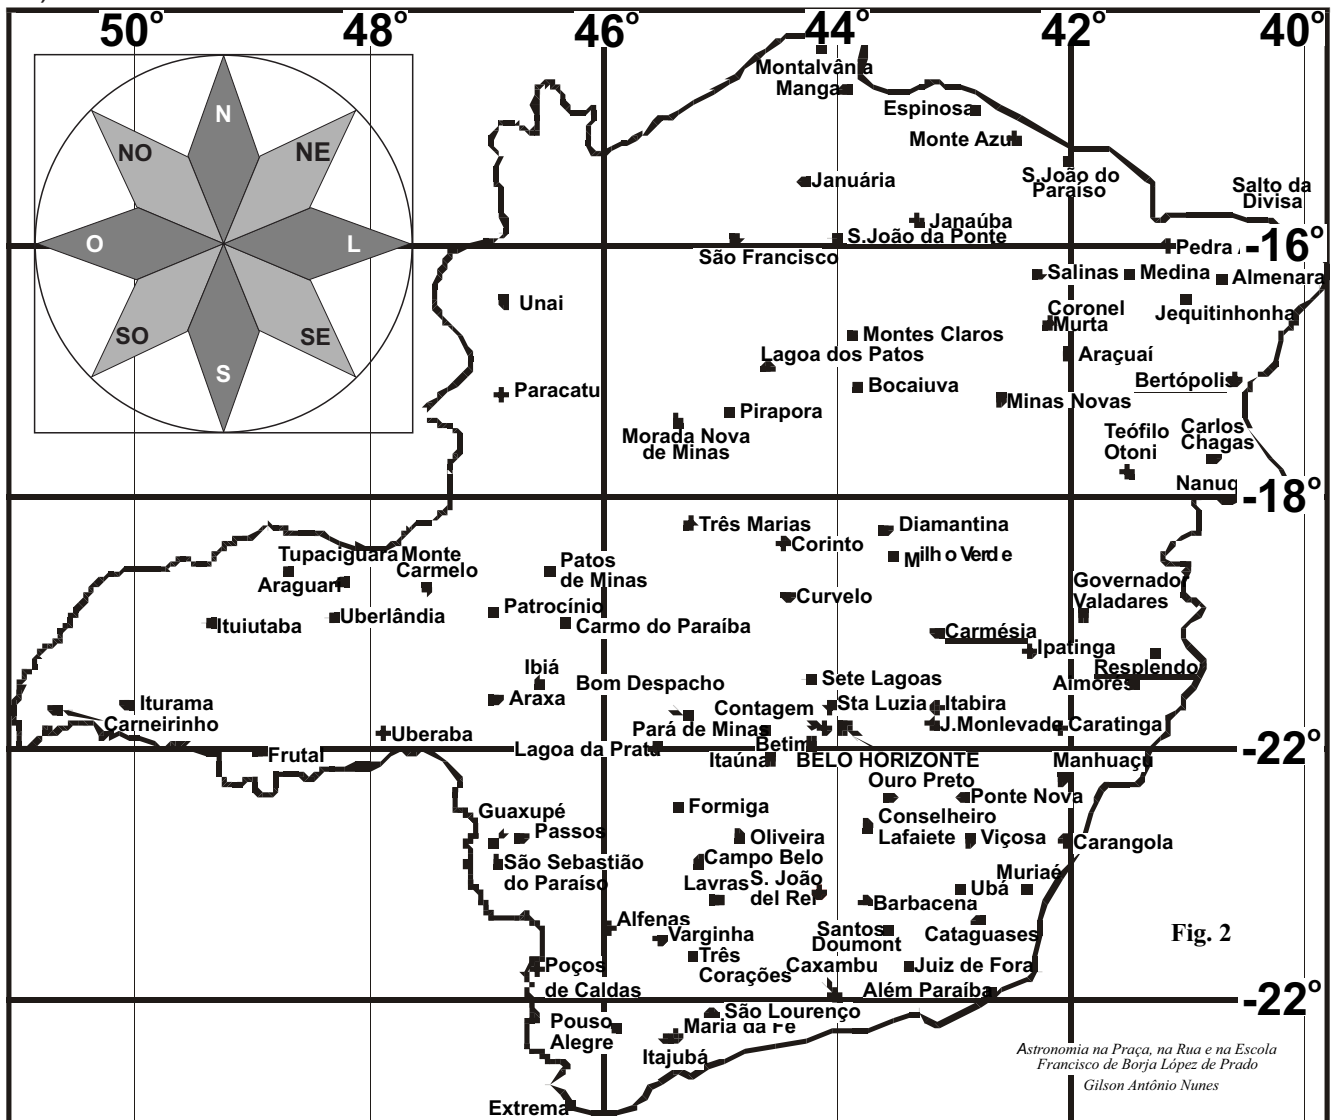 50° 48° 46° 44° 42° 40°
N
NO
NE
O
L
SO
SE
S
Montalvânia
Manga
Espinosa
Monte Azul
S.João do
Paraíso
Salto da
Divisa
Januária
Janaúba
S.João da Ponte
São Francisco
Pedra
-16°
Salinas
Medina
Almenara
Unai
Coronel
Murta
Jequitinhonha
Montes Claros
Lagoa dos Patos
Araçuaí
Paracatu
Bocaiuva
Bertópolis
Minas Novas
Pirapora
Morada Nova
de Minas
Teófilo
Otoni
Carlos
Chagas
Nanuq
-18°
Três Marias
Diamantina
Corinto
Milho Verde
Tupaciguara
Monte
Carmelo
Araguari
Patos
de Minas
Governado
Valadares
Curvelo
Patrocínio
Uberlândia
Ituiutaba
Carmo do Paraíba
Carmésia
Ipatinga
Resplendo
Aimorés
Ibiá
Bom Despacho
Sete Lagoas
Araxa
Iturama
Carneirinho
Contagem
Sta Luzia
Itabira
Pará de Minas
J.Monlevade
Caratinga
Uberaba
Betim
Lagoa da Prata
Frutal
Itaúna
BELO HORIZONTE
Manhuaçu
-22°
Ouro Preto
Ponte Nova
Formiga
Guaxupé
Passos
Conselheiro
Lafaiete
Oliveira
Viçosa
Carangola
São Sebastião
do Paraíso
Campo Belo
Lavras
S. João
del Rei
Muriaé
Ubá
Barbacena
Alfenas
Varginha
Santos
Doumont
Cataguases
Fig. 2
Três
Corações
Caxambu
Juiz de Fora
Poços
de Caldas
Além Paraíba
-22°
São Lourenço
Pouso
Alegre
Maria da Fé
Itajubá
Extrema
Astronomia na Praça, na Rua e na Escola
Francisco de Borja López de Prado
Gilson Antônio Nunes